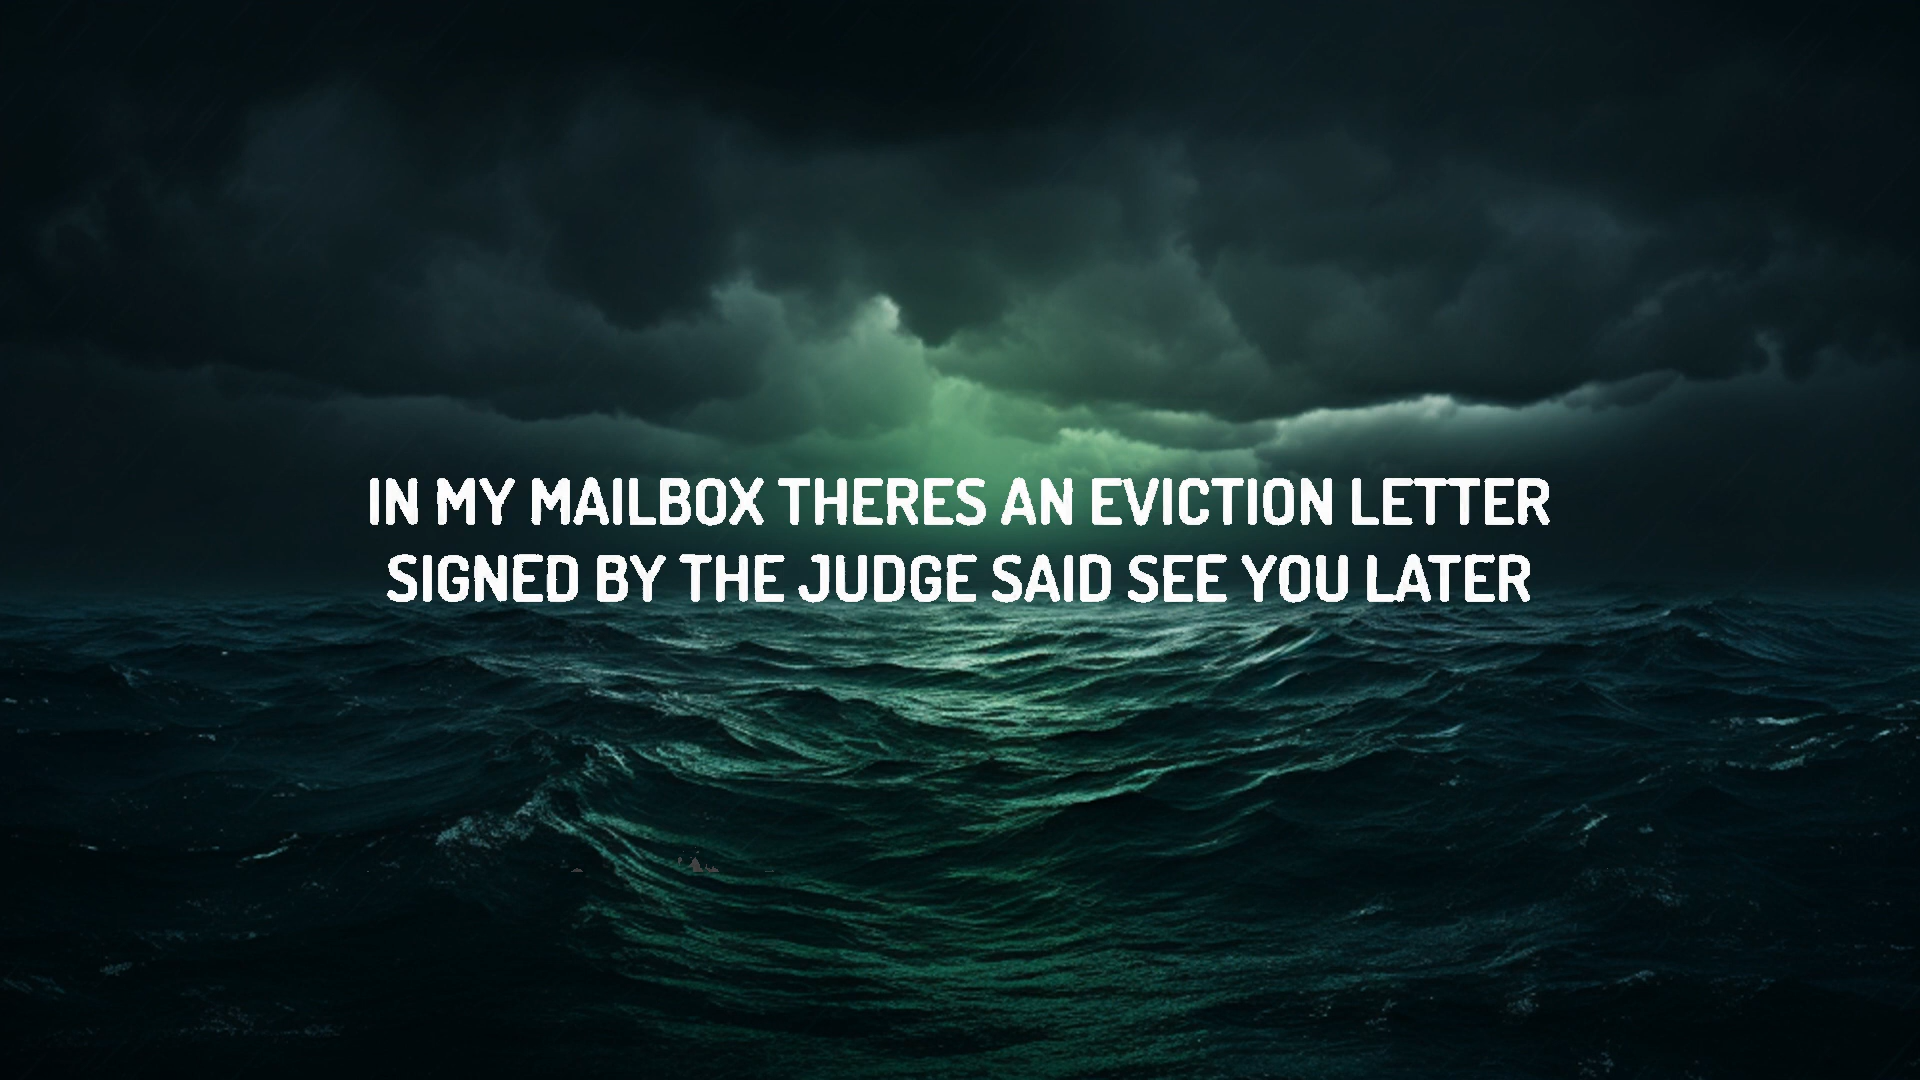 IN MY MAILBOX THERES AN EVICTION LETTER
SIGNED BY THE JUDGE SAID SEE YOU LATER